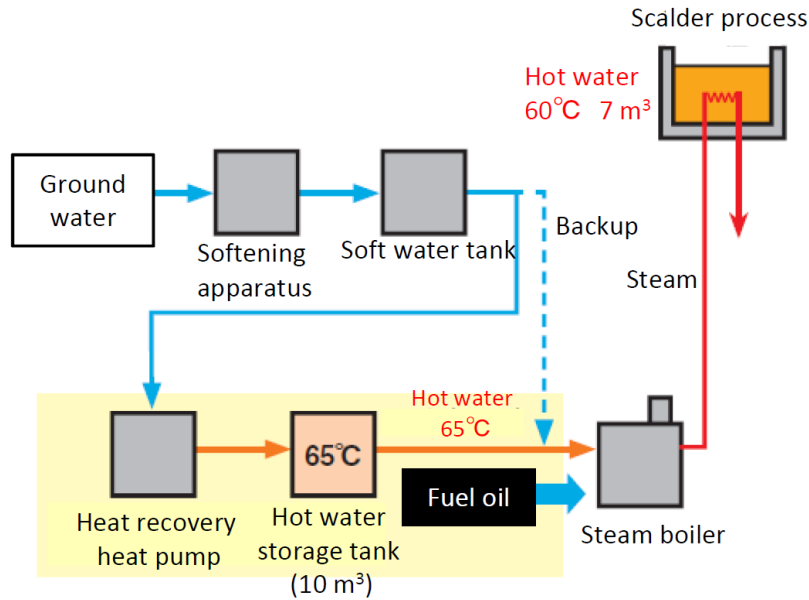 Scalder process
Hot water
60℃ 7 m³
Ground
water
Softening
apparatus
Soft water tank
Backup
Steam
Hot water
65℃
65℃
Fuel oil
Heat recovery
heat pump
Hot water
storage tank
(10 m³)
Steam boiler